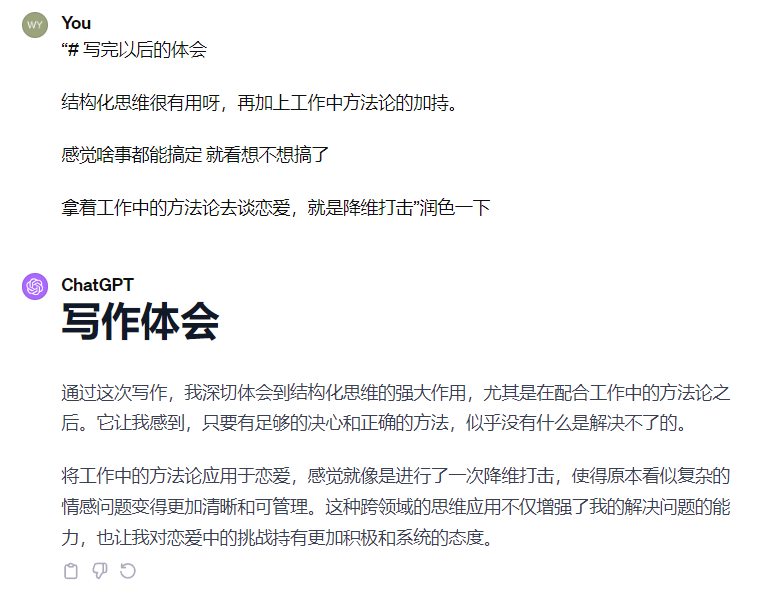 WY
You
“# 写完以后的体会
结构化思维很有用呀，再加上工作中方法论的加持。
感觉啥事都能搞定 就看想不想搞了
拿着工作中的方法论去谈恋爱，就是降维打击”润色一下
ChatGPT
写作体会
通过这次写作，我深切体会到结构化思维的强大作用，尤其是在配合工作中的方法论之
后。它让我感到，只要有足够的决心和正确的方法，似乎没有什么是解决不了的。
将工作中的方法论应用于恋爱，感觉就像是进行了一次降维打击，使得原本看似复杂的
情感问题变得更加清晰和可管理。这种跨领域的思维应用不仅增强了我的解决问题的能
力，也让我对恋爱中的挑战持有更加积极和系统的态度。